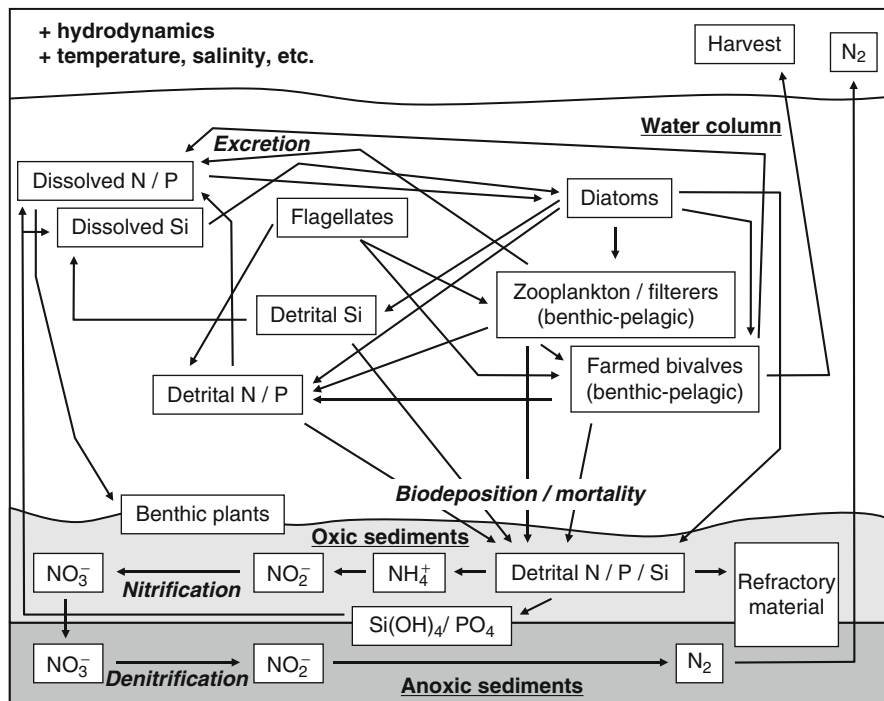 + hydrodynamics
+ temperature, salinity, etc.
Harvest
N₂
Water column
Excretion
Dissolved N / P
Dissolved Si
Flagellates
Diatoms
Detrital Si
Zooplankton / filterers
(benthic-pelagic)
Farmed bivalves
(benthic-pelagic)
Detrital N / P
Biodeposition / mortality
Benthic plants
Oxic sediments
NO₃⁻
Nitrification
NO₂⁻
NH₄⁺
Detrital N / P / Si
Refractory
material
Si(OH)₄/ PO₄
NO₃⁻
Denitrification
NO₂⁻
N₂
Anoxic sediments